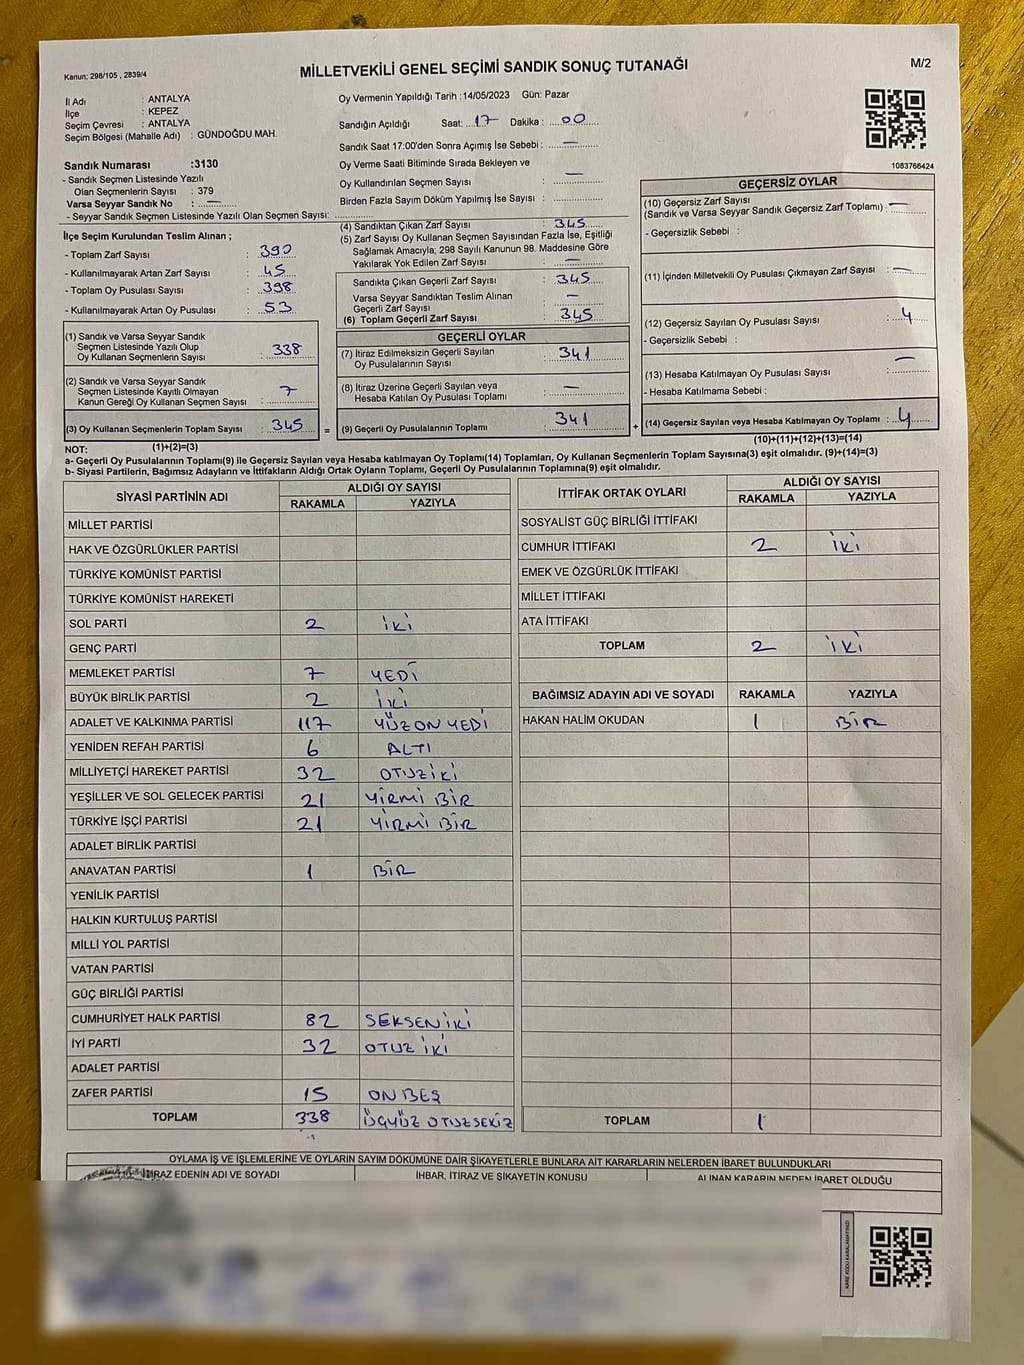 Kanun; 298/105 , 2839/4
MİLLETVEKİLİ GENEL SEÇİMİ SANDIK SONUÇ TUTANAĞI
M/2
İl Adı : ANTALYA
İlçe : KEPEZ
Seçim Çevresi : ANTALYA
Seçim Bölgesi (Mahalle Adı) : GÜNDOĞDU MAH.
Sandık Numarası :3130
- Sandık Seçmen Listesinde Yazılı
Olan Seçmenlerin Sayısı : 379
Varsa Seyyar Sandık No : —
- Seyyar Sandık Seçmen Listesinde Yazılı Olan Seçmen Sayısı:
Oy Vermenin Yapıldığı Tarih :14/05/2023 Gün: Pazar
Sandığın Açıldığı Saat: 17 Dakika : 00
Sandık Saat 17:00'den Sonra Açımış İse Sebebi : —
Oy Verme Saati Bitiminde Sırada Bekleyen ve
Oy Kullandırılan Seçmen Sayısı : —
Birden Fazla Sayım Döküm Yapılmış İse Sayısı :
1083766424
İlçe Seçim Kurulundan Teslim Alınan ;
- Toplam Zarf Sayısı : 390
- Kullanılmayarak Artan Zarf Sayısı : 45
- Toplam Oy Pusulası Sayısı : 398
- Kullanılmayarak Artan Oy Pusulası : 53
(1) Sandık ve Varsa Seyyar Sandık
Seçmen Listesinde Yazılı Olup
Oy Kullanan Seçmenlerin Sayısı : 338
(2) Sandık ve Varsa Seyyar Sandık
Seçmen Listesinde Kayıtlı Olmayan
Kanun Gereği Oy Kullanan Seçmen Sayısı : 7
(3) Oy Kullanan Seçmenlerin Toplam Sayısı : 345
(4) Sandıktan Çıkan Zarf Sayısı : 345
(5) Zarf Sayısı Oy Kullanan Seçmen Sayısından Fazla İse, Eşitliği
Sağlamak Amacıyla; 298 Sayılı Kanunun 98. Maddesine Göre
Yakılarak Yok Edilen Zarf Sayısı : —
Sandıkta Çıkan Geçerli Zarf Sayısı : 345
Varsa Seyyar Sandıktan Teslim Alınan
Geçerli Zarf Sayısı : —
(6) Toplam Geçerli Zarf Sayısı : 345
GEÇERLİ OYLAR
(7) İtiraz Edilmeksizin Geçerli Sayılan
Oy Pusulalarının Sayısı : 341
(8) İtiraz Üzerine Geçerli Sayılan veya
Hesaba Katılan Oy Pusulası Toplamı : —
= (9) Geçerli Oy Pusulalarının Toplamı : 341
GEÇERSİZ OYLAR
(10) Geçersiz Zarf Sayısı
(Sandık ve Varsa Seyyar Sandık Geçersiz Zarf Toplamı) : —
- Geçersizlik Sebebi :
(11) İçinden Milletvekili Oy Pusulası Çıkmayan Zarf Sayısı : —
(12) Geçersiz Sayılan Oy Pusulası Sayısı : 4
- Geçersizlik Sebebi :
(13) Hesaba Katılmayan Oy Pusulası Sayısı : —
- Hesaba Katılmama Sebebi :
+ (14) Geçersiz Sayılan veya Hesaba Katılmayan Oy Toplamı : 4
NOT: (1)+(2)=(3)
(10)+(11)+(12)+(13)=(14)
a- Geçerli Oy Pusulalarının Toplamı(9) ile Geçersiz Sayılan veya Hesaba katılmayan Oy Toplamı(14) Toplamları, Oy Kullanan Seçmenlerin Toplam Sayısına(3) eşit olmalıdır. (9)+(14)=(3)
b- Siyasi Partilerin, Bağımsız Adayların ve İttifakların Aldığı Ortak Oyların Toplamı, Geçerli Oy Pusulalarının Toplamına(9) eşit olmalıdır.
SİYASİ PARTİNİN ADI ALDIĞI OY SAYISI
RAKAMLA YAZIYLA
MİLLET PARTİSİ
HAK VE ÖZGÜRLÜKLER PARTİSİ
TÜRKİYE KOMÜNİST PARTİSİ
TÜRKİYE KOMÜNİST HAREKETİ
SOL PARTİ 2 İKİ
GENÇ PARTİ
MEMLEKET PARTİSİ 7 YEDİ
BÜYÜK BİRLİK PARTİSİ 2 İKİ
ADALET VE KALKINMA PARTİSİ 117 YÜZ ON YEDİ
YENİDEN REFAH PARTİSİ 6 ALTI
MİLLİYETÇİ HAREKET PARTİSİ 32 OTUZ İKİ
YEŞİLLER VE SOL GELECEK PARTİSİ 21 YİRMİ BİR
TÜRKİYE İŞÇİ PARTİSİ 21 YİRMİ BİR
ADALET BİRLİK PARTİSİ
ANAVATAN PARTİSİ 1 BİR
YENİLİK PARTİSİ
HALKIN KURTULUŞ PARTİSİ
MİLLİ YOL PARTİSİ
VATAN PARTİSİ
GÜÇ BİRLİĞİ PARTİSİ
CUMHURİYET HALK PARTİSİ 82 SEKSEN İKİ
İYİ PARTİ 32 OTUZ İKİ
ADALET PARTİSİ
ZAFER PARTİSİ 15 ON BEŞ
TOPLAM 338 ÜÇYÜZ OTUZSEKİZ
İTTİFAK ORTAK OYLARI ALDIĞI OY SAYISI
RAKAMLA YAZIYLA
SOSYALİST GÜÇ BİRLİĞİ İTTİFAKI
CUMHUR İTTİFAKI 2 İKİ
EMEK VE ÖZGÜRLÜK İTTİFAKI
MİLLET İTTİFAKI
ATA İTTİFAKI
TOPLAM 2 İKİ
BAĞIMSIZ ADAYIN ADI VE SOYADI RAKAMLA YAZIYLA
HAKAN HALİM OKUDAN 1 BİR
TOPLAM 1
OYLAMA İŞ VE İŞLEMLERİNE VE OYLARIN SAYIM DÖKÜMÜNE DAİR ŞİKAYETLERLE BUNLARA AİT KARARLARIN NELERDEN İBARET BULUNDUKLARI
İTİRAZ EDENİN ADI VE SOYADI İHBAR, İTİRAZ VE ŞİKAYETİN KONUSU ALINAN KARARIN NEDEN İBARET OLDUĞU
KARE KODU KARALAMAYINIZ!